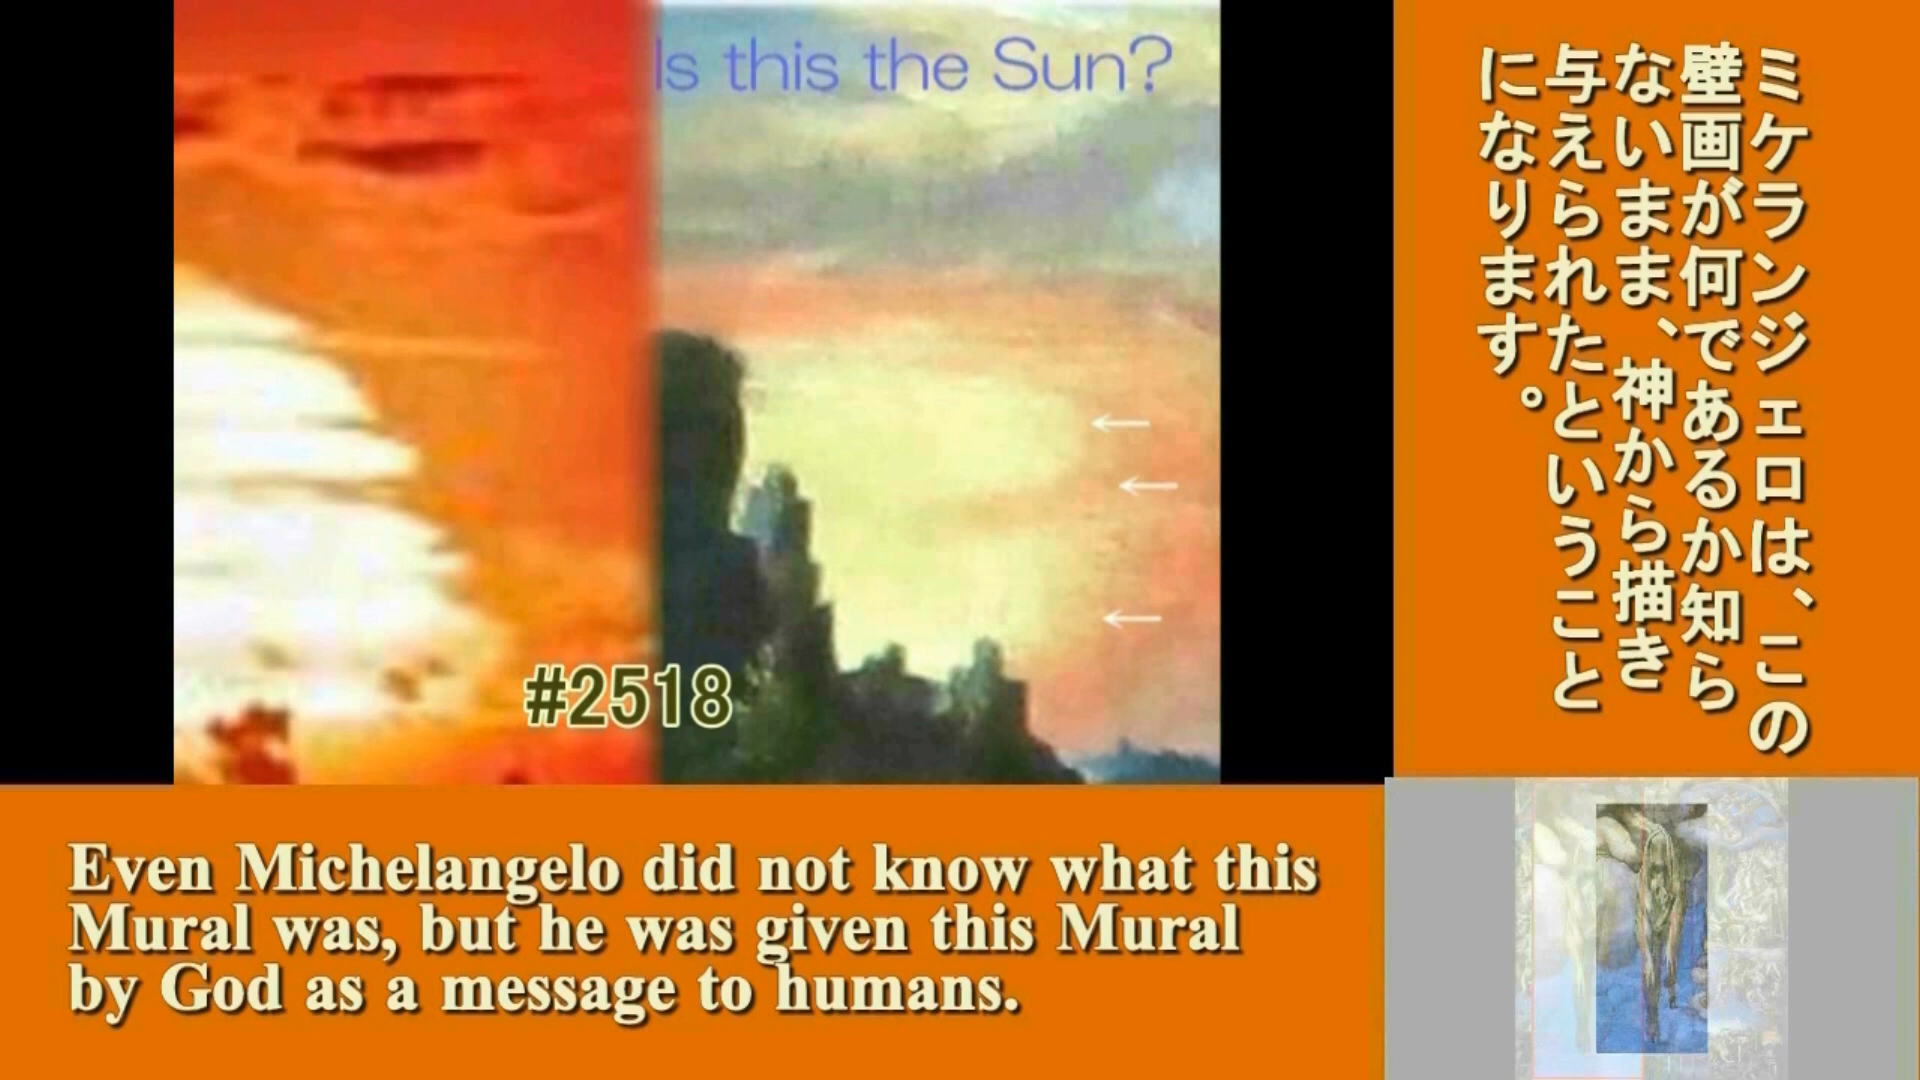 Is this the Sun?
#2518
ミケランジェロは、この
壁画が何であるか知ら
ないまま、神から描き
与えられたということ
になります。
Even Michelangelo did not know what this
Mural was, but he was given this Mural
by God as a message to humans.